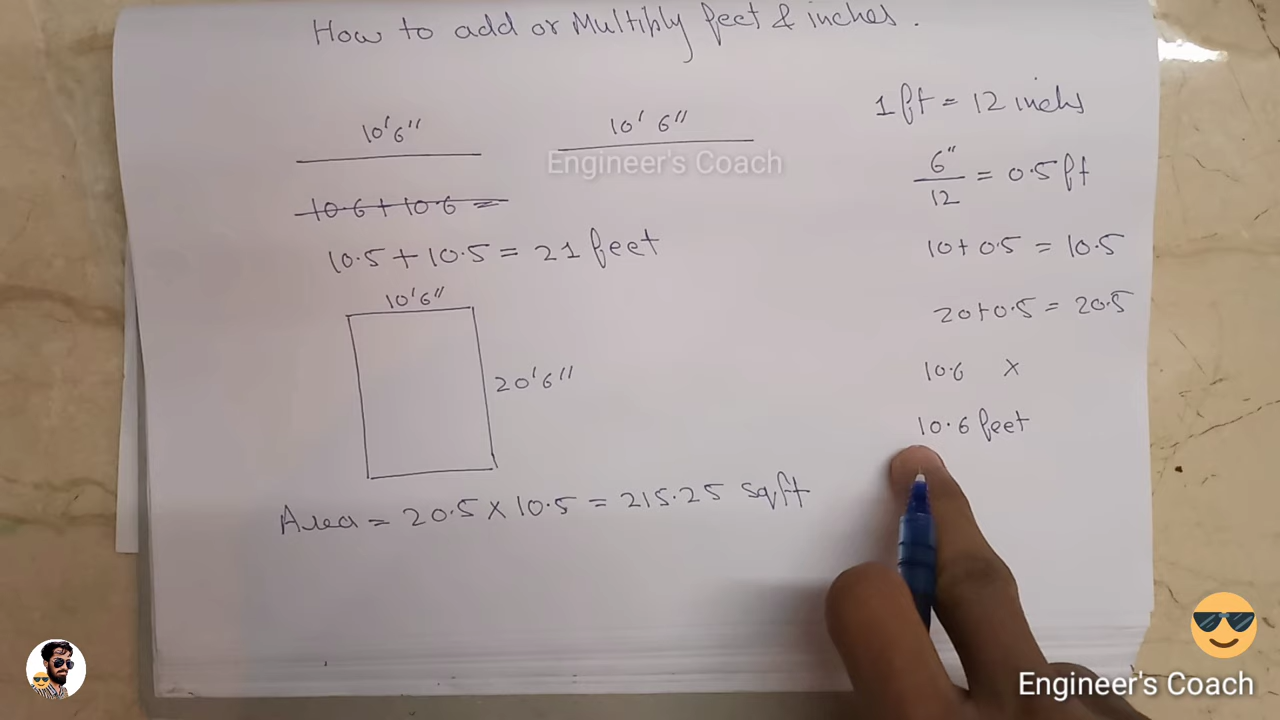 How to add or Multiply feet & inches.
10'6"
10' 6"
Engineer's Coach
10.6 + 10.6 =
10.5 + 10.5 = 21 feet
10'6"
20'6"
Area = 20.5 × 10.5 = 215.25 sqft
1 ft = 12 inchs
6"
12
= 0.5 ft
10 + 0.5 = 10.5
20 + 0.5 = 20.5
10.6 ×
10.6 feet
Engineer's Coach